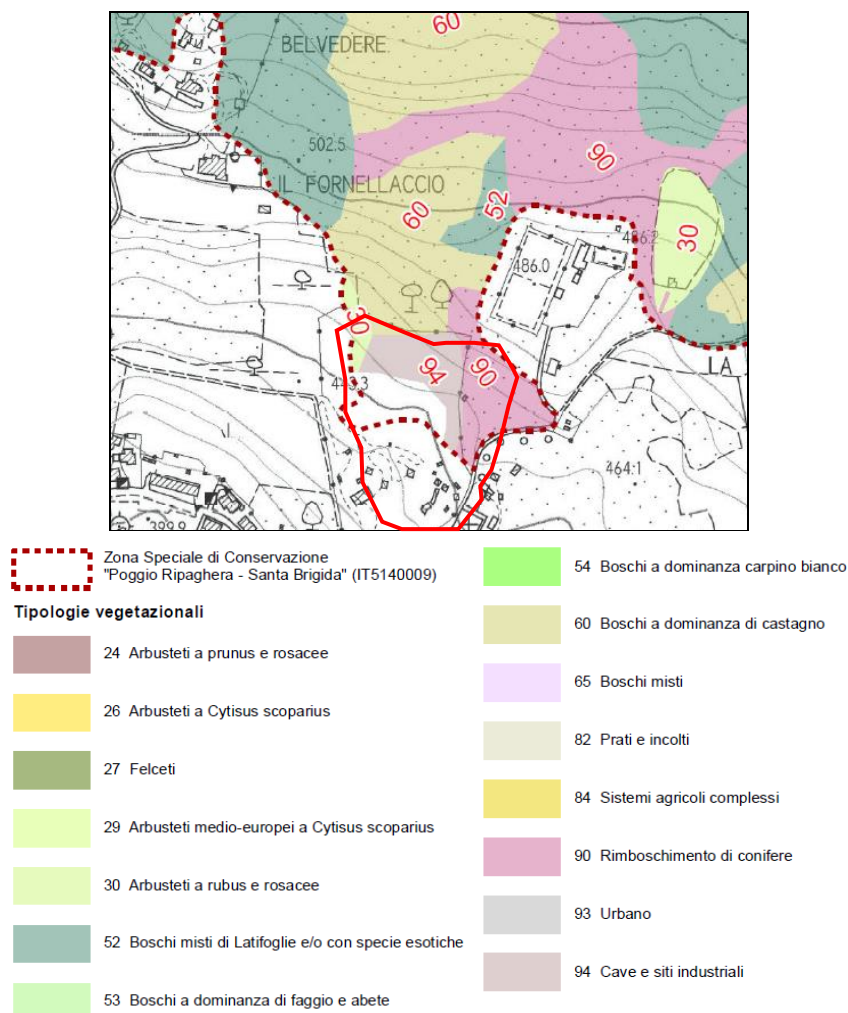 60
BELVEDERE
502.5
90
IL FORNELLACCIO
52
60
30
486.2
486.0
30
LA
94
90
443.3
464.1
399.9
Zona Speciale di Conservazione
"Poggio Ripaghera - Santa Brigida" (IT5140009)
Tipologie vegetazionali
24 Arbusteti a prunus e rosacee
26 Arbusteti a Cytisus scoparius
27 Felceti
29 Arbusteti medio-europei a Cytisus scoparius
30 Arbusteti a rubus e rosacee
52 Boschi misti di Latifoglie e/o con specie esotiche
53 Boschi a dominanza di faggio e abete
54 Boschi a dominanza carpino bianco
60 Boschi a dominanza di castagno
65 Boschi misti
82 Prati e incolti
84 Sistemi agricoli complessi
90 Rimboschimento di conifere
93 Urbano
94 Cave e siti industriali